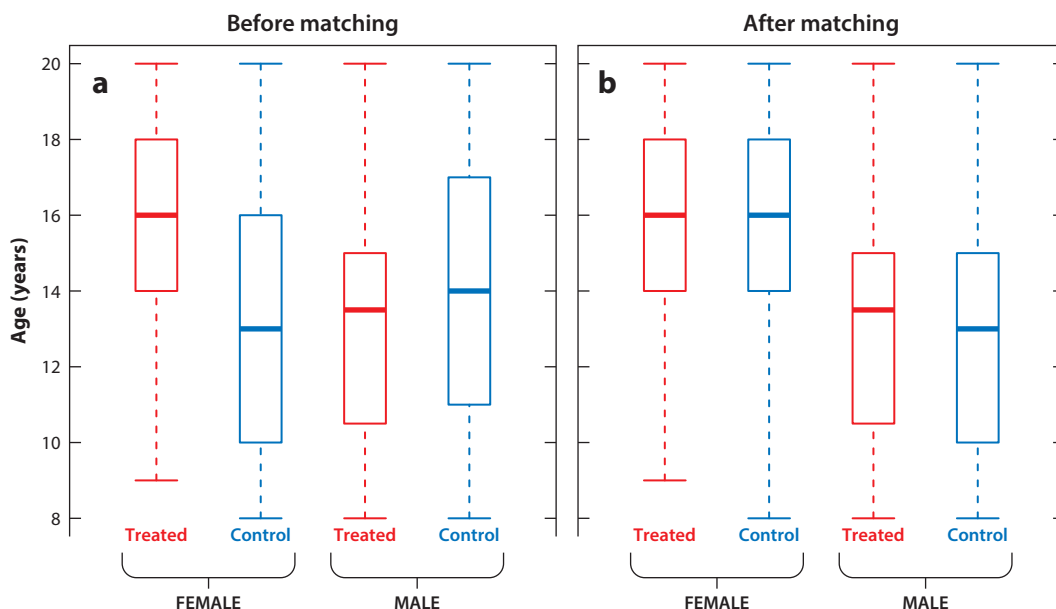 Before matching
After matching
a
b
Age (years)
20
18
16
14
12
10
8
Treated Control Treated Control
Treated Control Treated Control
FEMALE MALE
FEMALE MALE